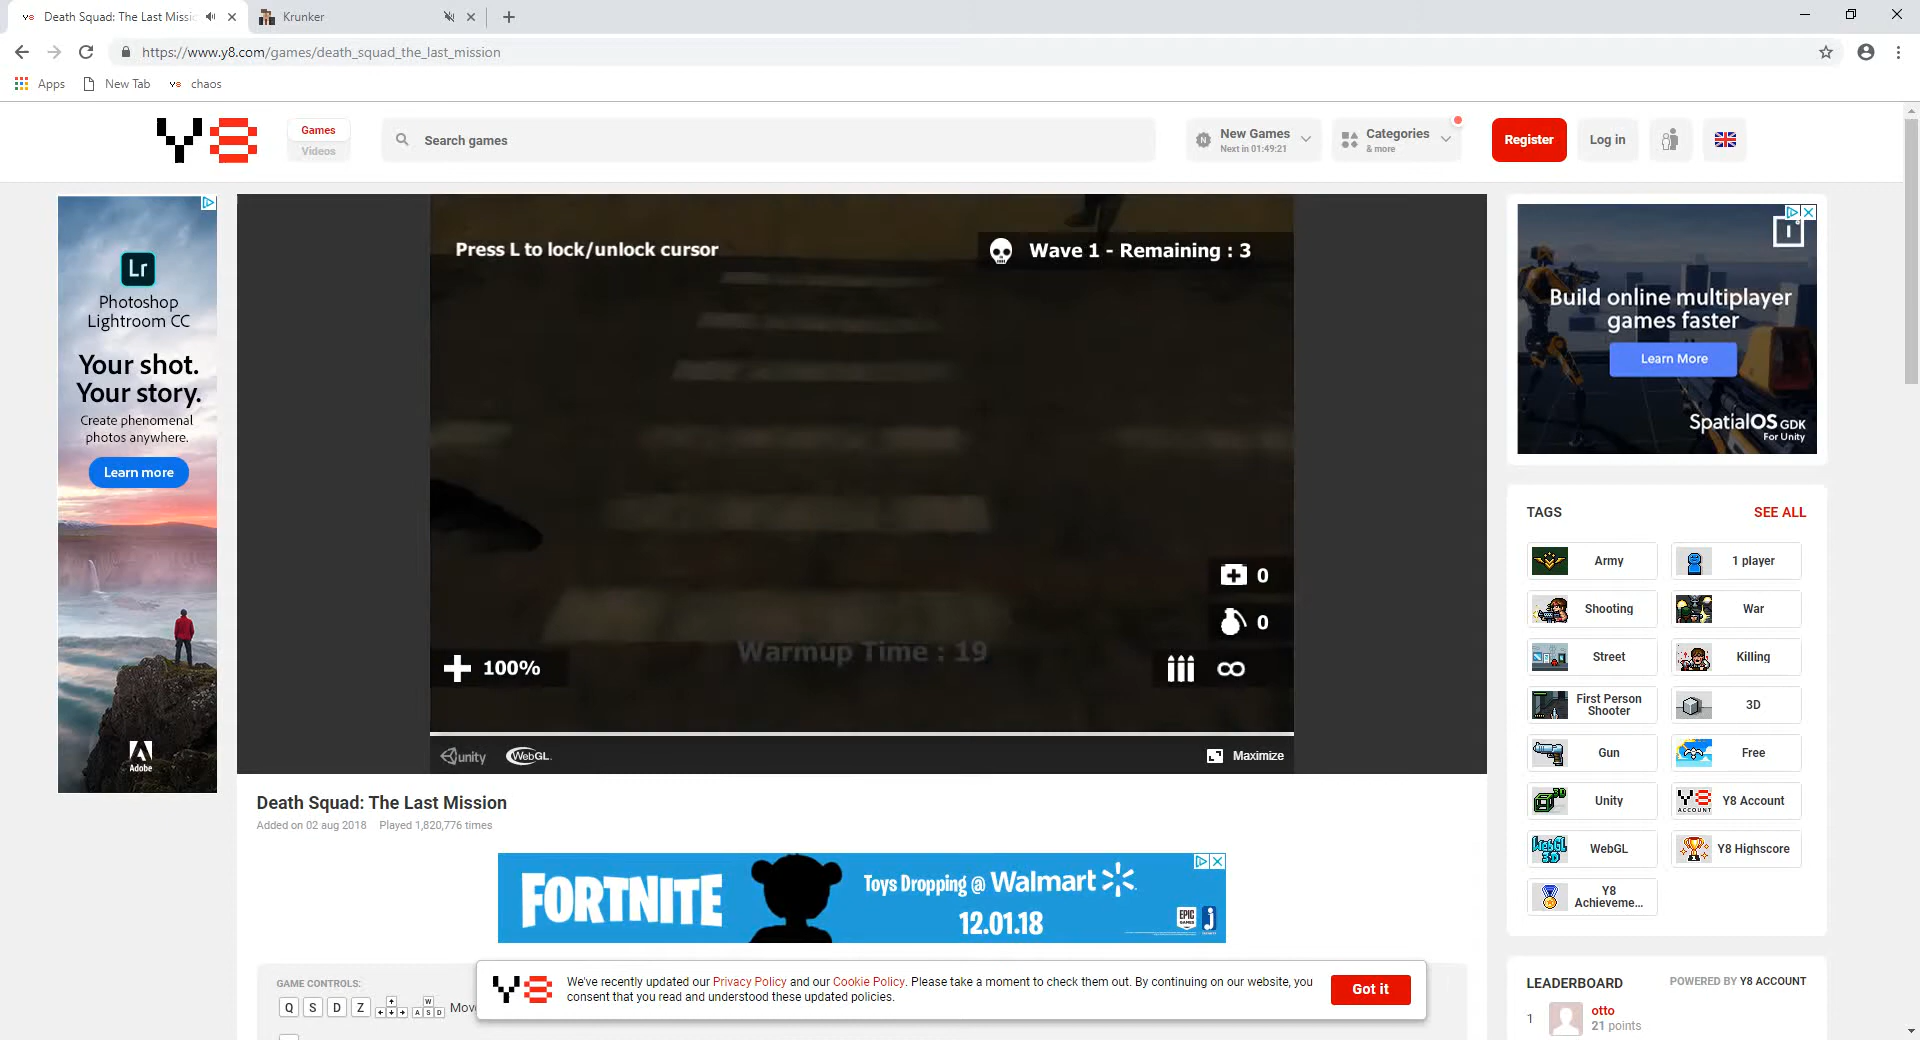 Death Squad: The Last Missic
Krunker
https://www.y8.com/games/death_squad_the_last_mission
Apps
New Tab
chaos
Y8
Games
Videos
Search games
New Games
Next in 01:49:21
Categories
& more
Register
Log in
Lr
Photoshop
Lightroom CC
Your shot.
Your story.
Create phenomenal
photos anywhere.
Learn more
Adobe
Press L to lock/unlock cursor
Wave 1 - Remaining : 3
0
0
Warmup Time : 19
100%
∞
unity
WebGL
Maximize
Build online multiplayer
games faster
Learn More
SpatialOS GDK
For Unity
TAGS
SEE ALL
Army
1 player
Shooting
War
Street
Killing
First Person
Shooter
3D
Gun
Free
Unity
Y8 Account
WebGL
Y8 Highscore
Y8
Achieveme...
Death Squad: The Last Mission
Added on 02 aug 2018
Played 1,820,776 times
FORTNITE
Toys Dropping @ Walmart
12.01.18
EPIC
GAMES
GAME CONTROLS:
Q S D Z
W
A S D
Mov
Y8
We've recently updated our Privacy Policy and our Cookie Policy. Please take a moment to check them out. By continuing on our website, you
consent that you read and understood these updated policies.
Got it
LEADERBOARD
POWERED BY Y8 ACCOUNT
1
otto
21 points